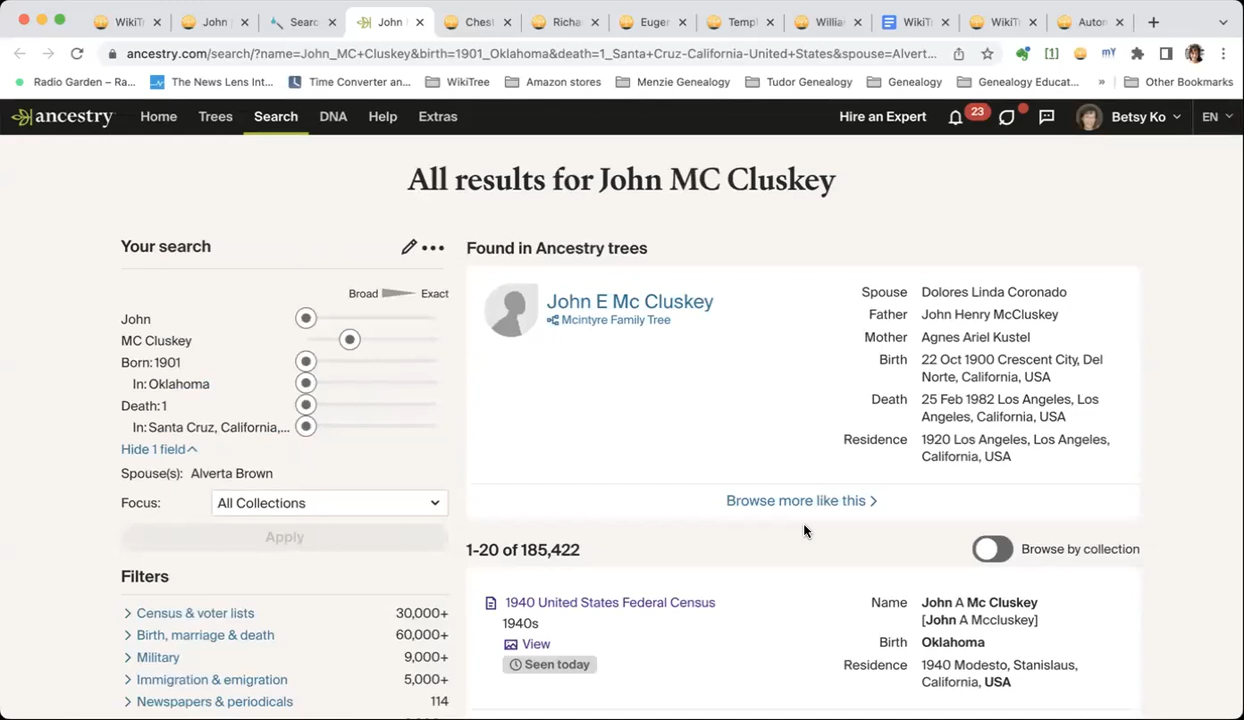 WikiTr
John
Searc
John
Chest
Richa
Euger
Templ
Willia
WikiT
WikiTr
Auton
ancestry.com/search/?name=John_MC+Cluskey&birth=1901_Oklahoma&death=1_Santa+Cruz-California-United+States&spouse=Alvert...
Radio Garden – Ra...
The News Lens Int...
Time Converter an...
WikiTree
Amazon stores
Menzie Genealogy
Tudor Genealogy
Genealogy
Genealogy Educat...
»
Other Bookmarks
ancestry
Home
Trees
Search
DNA
Help
Extras
Hire an Expert
23
Betsy Ko
EN
All results for John MC Cluskey
Your search
Broad
Exact
John
MC Cluskey
Born: 1901
In: Oklahoma
Death: 1
In: Santa Cruz, California,...
Hide 1 field
Spouse(s): Alverta Brown
Focus: All Collections
Apply
Filters
Census & voter lists 30,000+
Birth, marriage & death 60,000+
Military 9,000+
Immigration & emigration 5,000+
Newspapers & periodicals 114
Found in Ancestry trees
John E Mc Cluskey
Mcintyre Family Tree
Spouse Dolores Linda Coronado
Father John Henry McCluskey
Mother Agnes Ariel Kustel
Birth 22 Oct 1900 Crescent City, Del
Norte, California, USA
Death 25 Feb 1982 Los Angeles, Los
Angeles, California, USA
Residence 1920 Los Angeles, Los Angeles,
California, USA
Browse more like this
1-20 of 185,422
Browse by collection
1940 United States Federal Census
1940s
View
Seen today
Name John A Mc Cluskey
[John A Mccluskey]
Birth Oklahoma
Residence 1940 Modesto, Stanislaus,
California, USA